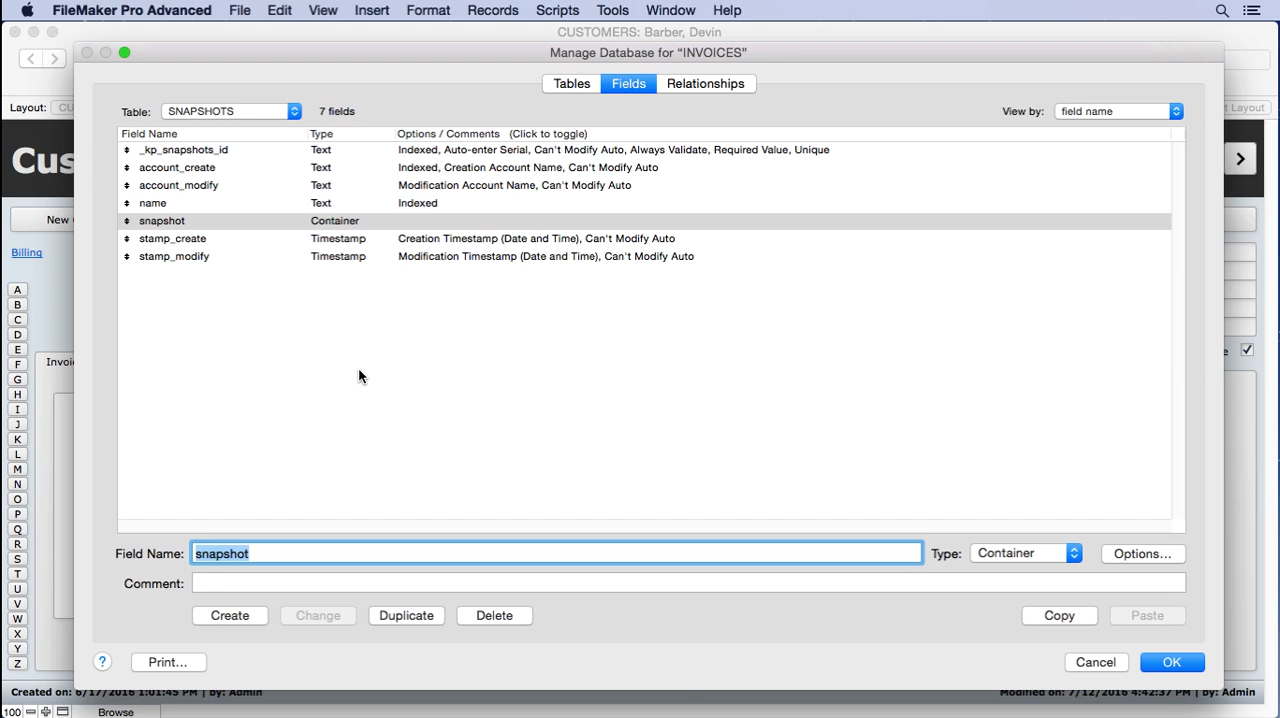 FileMaker Pro Advanced File Edit View Insert Format Records Scripts Tools Window Help
CUSTOMERS: Barber, Devin
Manage Database for “INVOICES”
Tables Fields Relationships
Layout:
Table: SNAPSHOTS 7 fields View by: field name
Field Name Type Options / Comments (Click to toggle)
_kp_snapshots_id Text Indexed, Auto-enter Serial, Can't Modify Auto, Always Validate, Required Value, Unique
account_create Text Indexed, Creation Account Name, Can't Modify Auto
account_modify Text Modification Account Name, Can't Modify Auto
name Text Indexed
snapshot Container
stamp_create Timestamp Creation Timestamp (Date and Time), Can't Modify Auto
stamp_modify Timestamp Modification Timestamp (Date and Time), Can't Modify Auto
Cus
New
Billing
A
B
C
D
E
F
G
H
I
J
K
L
M
N
O
P
Q
R
S
T
U
V
W
X
Y
Z
Invoi
Layout
e
Field Name: snapshot Type: Container Options...
Comment:
Create Change Duplicate Delete Copy Paste
? Print... Cancel OK
Created on: 6/17/2016 1:01:45 PM | by: Admin Modified on: 7/12/2016 4:42:37 PM | by: Admin
100 Browse